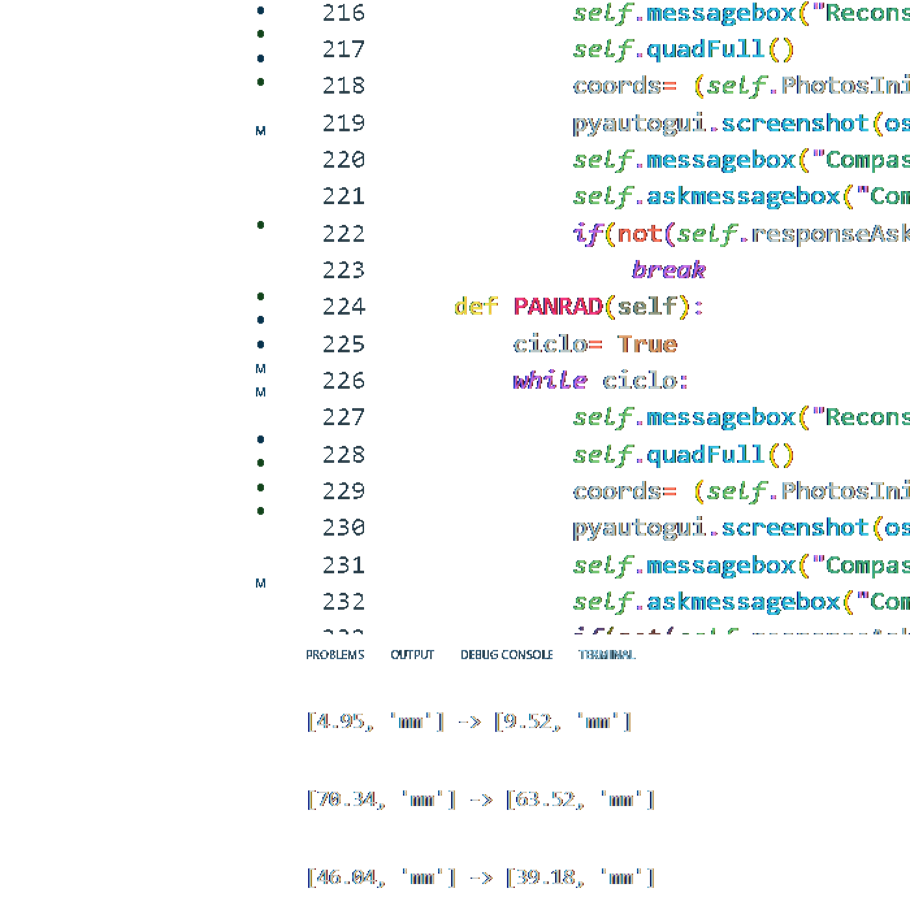 216 self.messagebox("Recons
217 self.quadFull()
218 coords= (self.PhotosIni
M
219 pyautogui.screenshot(os
220 self.messagebox("Compas
221 self.askmessagebox("Com
222 if(not(self.responseAsk
223 break
224 def PANRAD(self):
225 ciclo= True
M
226 while ciclo:
M
227 self.messagebox("Recons
228 self.quadFull()
229 coords= (self.PhotosIni
230 pyautogui.screenshot(os
231 self.messagebox("Compas
M
232 self.askmessagebox("Com
PROBLEMS OUTPUT DEBUG CONSOLE TERMINAL
[4.95, 'mm'] -> [9.52, 'mm']
[70.34, 'mm'] -> [63.52, 'mm']
[46.04, 'mm'] -> [39.18, 'mm']